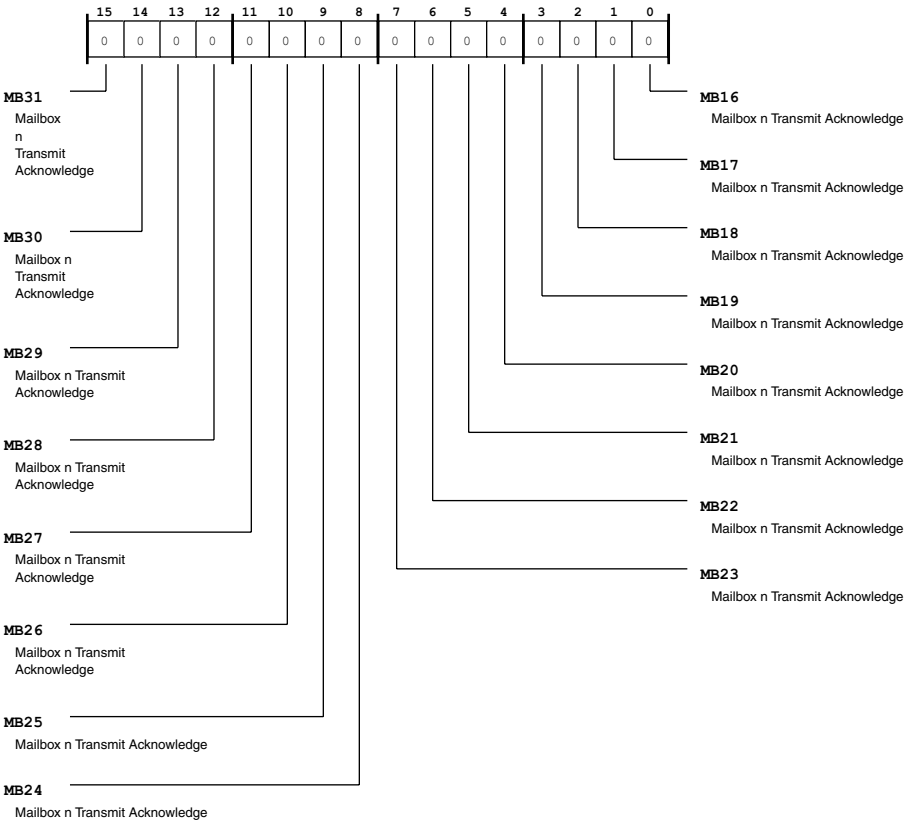 15 14 13 12 11 10 9 8 7 6 5 4 3 2 1 0
0 0 0 0 0 0 0 0 0 0 0 0 0 0 0 0
MB31
Mailbox
n
Transmit
Acknowledge
MB30
Mailbox n
Transmit
Acknowledge
MB29
Mailbox n Transmit
Acknowledge
MB28
Mailbox n Transmit
Acknowledge
MB27
Mailbox n Transmit
Acknowledge
MB26
Mailbox n Transmit
Acknowledge
MB25
Mailbox n Transmit Acknowledge
MB24
Mailbox n Transmit Acknowledge
MB16
Mailbox n Transmit Acknowledge
MB17
Mailbox n Transmit Acknowledge
MB18
Mailbox n Transmit Acknowledge
MB19
Mailbox n Transmit Acknowledge
MB20
Mailbox n Transmit Acknowledge
MB21
Mailbox n Transmit Acknowledge
MB22
Mailbox n Transmit Acknowledge
MB23
Mailbox n Transmit Acknowledge